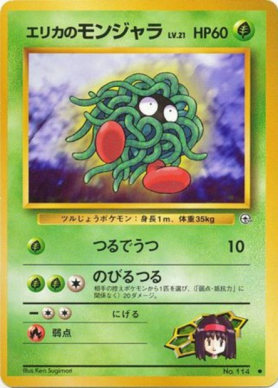 エリカのモンジャラ LV.21 HP60
ツルじょうポケモン：身長1m、体重35kg
つるでうつ 10
のびるつる
相手の控えポケモンから1匹を選び、(「弱点・抵抗力」に
関係なく)20ダメージ。
にげる
弱点
Illus. Ken Sugimori
No.114